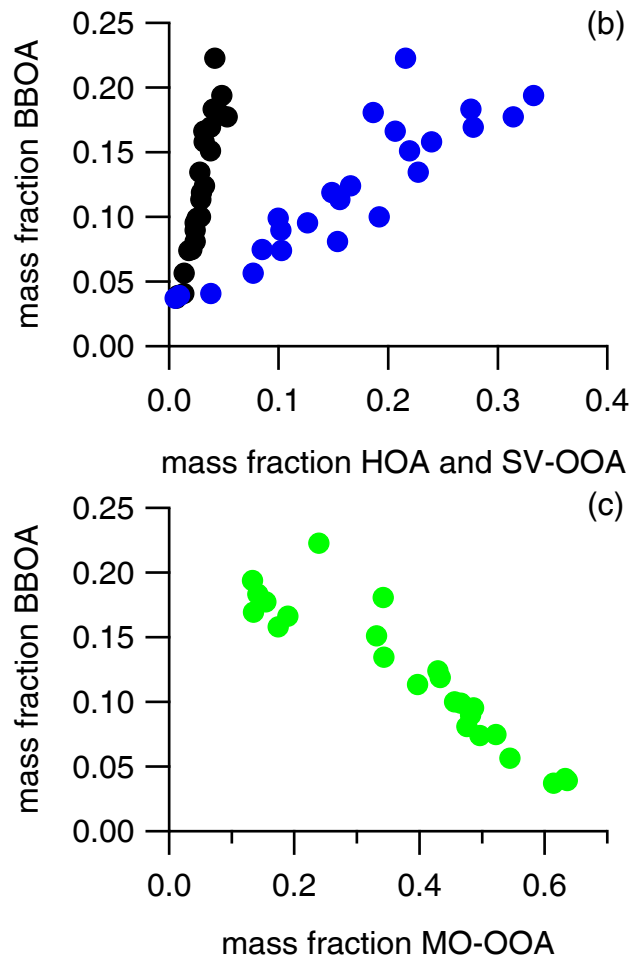 (b)
mass fraction BBOA
0.25
0.20
0.15
0.10
0.05
0.00
0.0 0.1 0.2 0.3 0.4
mass fraction HOA and SV-OOA
(c)
mass fraction BBOA
0.25
0.20
0.15
0.10
0.05
0.00
0.0 0.2 0.4 0.6
mass fraction MO-OOA